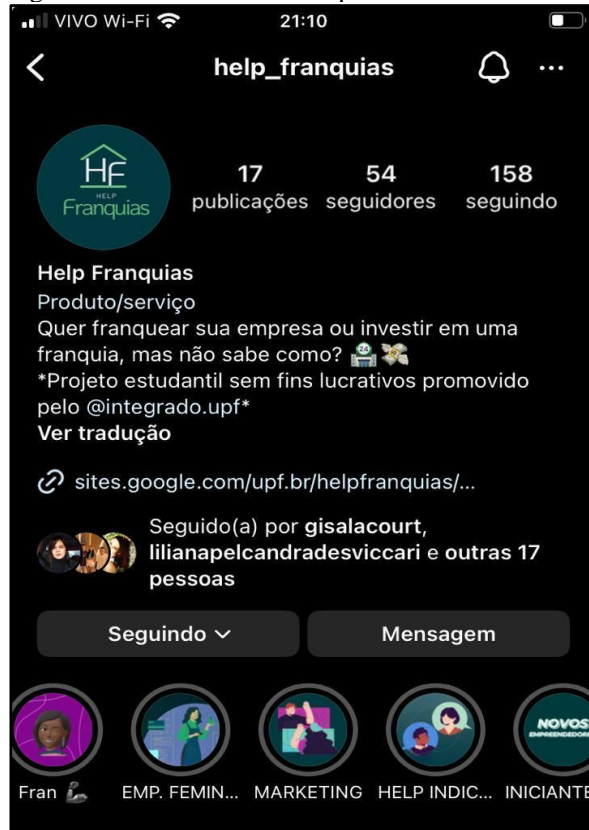 VIVO Wi-Fi 21:10
help_franquias ...
HF
HELP
Franquias
17 54 158
publicações seguidores seguindo
Help Franquias
Produto/serviço
Quer franquear sua empresa ou investir em uma
franquia, mas não sabe como? 🏪💸
*Projeto estudantil sem fins lucrativos promovido
pelo @integrado.upf*
Ver tradução
sites.google.com/upf.br/helpfranquias/...
Seguido(a) por gisalacourt,
lilianapelcandradesviccari e outras 17
pessoas
Seguindo Mensagem
NOVOS
EMPREENDEDORE
Fran 🦾 EMP. FEMIN... MARKETING HELP INDIC... INICIANTE